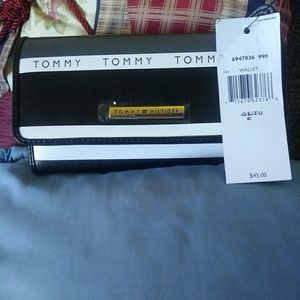 TOMMY TOMMY TOMM
TOMMY HILFIGER
6947836 990
WALLET
$45.00